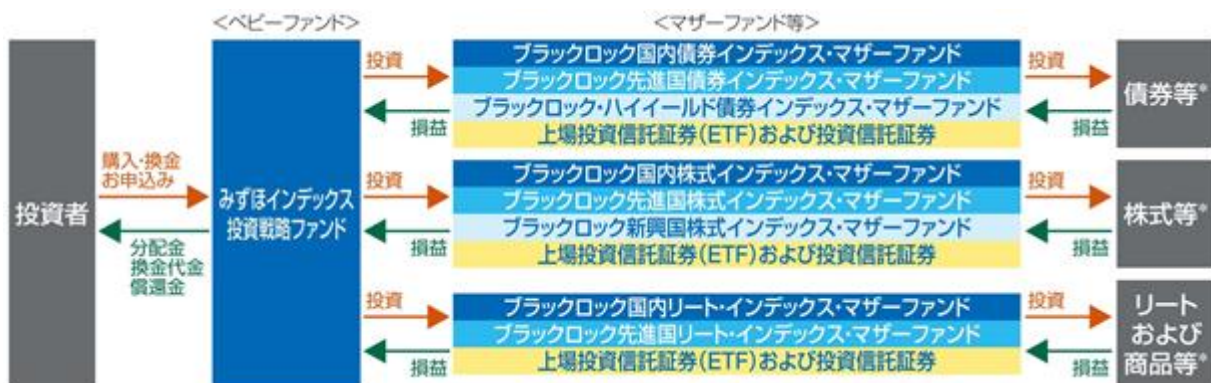 <ベビーファンド>
<マザーファンド等>
投資者
購入・換金
お申込み
分配金
換金代金
償還金
みずほインデックス
投資戦略ファンド
投資
損益
ブラックロック国内債券インデックス・マザーファンド
ブラックロック先進国債券インデックス・マザーファンド
ブラックロック・ハイイールド債券インデックス・マザーファンド
上場投資信託証券(ETF)および投資信託証券
投資
損益
債券等*
投資
損益
ブラックロック国内株式インデックス・マザーファンド
ブラックロック先進国株式インデックス・マザーファンド
ブラックロック新興国株式インデックス・マザーファンド
上場投資信託証券(ETF)および投資信託証券
投資
損益
株式等*
投資
損益
ブラックロック国内リート・インデックス・マザーファンド
ブラックロック先進国リート・インデックス・マザーファンド
上場投資信託証券(ETF)および投資信託証券
投資
損益
リート
および
商品等*